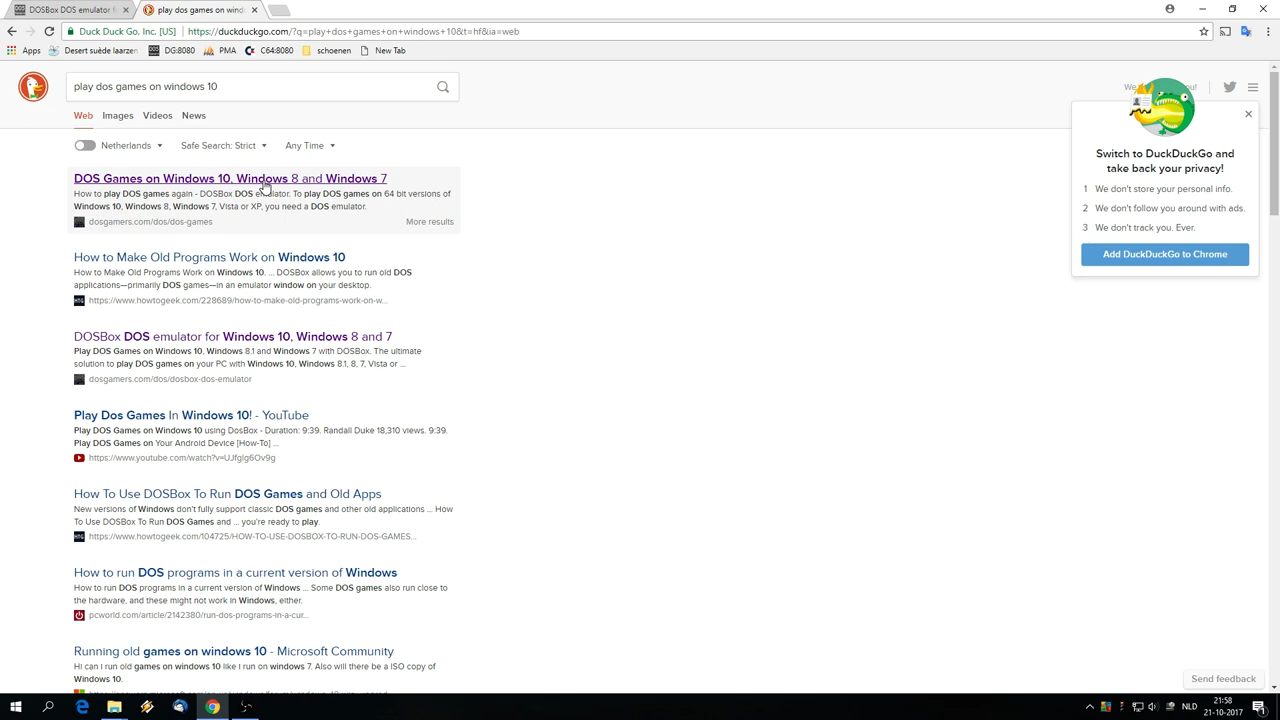 DOSBox DOS emulator f
play dos games on wind
Duck Duck Go, Inc. [US]
https://duckduckgo.com/?q=play+dos+games+on+windows+10&t=hf&ia=web
Apps
Desert suède laarzen
DG:8080
PMA
C64:8080
schoenen
New Tab
play dos games on windows 10
Web
Images
Videos
News
Netherlands
Safe Search: Strict
Any Time
DOS Games on Windows 10, Windows 8 and Windows 7
How to play DOS games again - DOSBox DOS emulator. To play DOS games on 64 bit versions of
Windows 10, Windows 8, Windows 7, Vista or XP, you need a DOS emulator.
dosgamers.com/dos/dos-games
More results
How to Make Old Programs Work on Windows 10
How to Make Old Programs Work on Windows 10. ... DOSBox allows you to run old DOS
applications—primarily DOS games—in an emulator window on your desktop.
https://www.howtogeek.com/228689/how-to-make-old-programs-work-on-w...
DOSBox DOS emulator for Windows 10, Windows 8 and 7
Play DOS Games on Windows 10, Windows 8.1 and Windows 7 with DOSBox. The ultimate
solution to play DOS games on your PC with Windows 10, Windows 8.1, 8, 7, Vista or ...
dosgamers.com/dos/dosbox-dos-emulator
Play Dos Games In Windows 10! - YouTube
Play DOS Games on Windows 10 using DosBox - Duration: 9:39. Randall Duke 18,310 views. 9:39.
Play DOS Games on Your Android Device [How-To] ...
https://www.youtube.com/watch?v=UJfglg6Ov9g
How To Use DOSBox To Run DOS Games and Old Apps
New versions of Windows don't fully support classic DOS games and other old applications ... How
To Use DOSBox To Run DOS Games and ... you're ready to play.
https://www.howtogeek.com/104725/HOW-TO-USE-DOSBOX-TO-RUN-DOS-GAMES...
How to run DOS programs in a current version of Windows
How to run DOS programs in a current version of Windows ... Some DOS games also run close to
the hardware, and these might not work in Windows, either.
pcworld.com/article/2142380/run-dos-programs-in-a-cur...
Running old games on windows 10 - Microsoft Community
Hi can I run old games on windows 10 like I run on windows 7. Also will there be a ISO copy of
Windows 10.
Switch to DuckDuckGo and
take back your privacy!
1 We don't store your personal info.
2 We don't follow you around with ads.
3 We don't track you. Ever.
Add DuckDuckGo to Chrome
Send feedback
NLD
21:58
21-10-2017